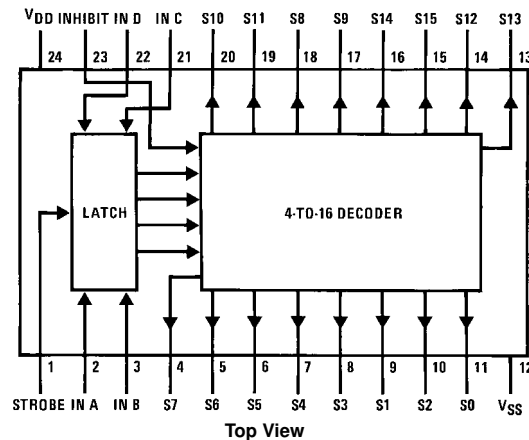 VDD INHIBIT IN D IN C S10 S11 S8 S9 S14 S15 S12 S13
24 23 22 21 20 19 18 17 16 15 14 13
LATCH
4-TO-16 DECODER
1 2 3 4 5 6 7 8 9 10 11 12
STROBE IN A IN B S7 S6 S5 S4 S3 S1 S2 S0 VSS
Top View